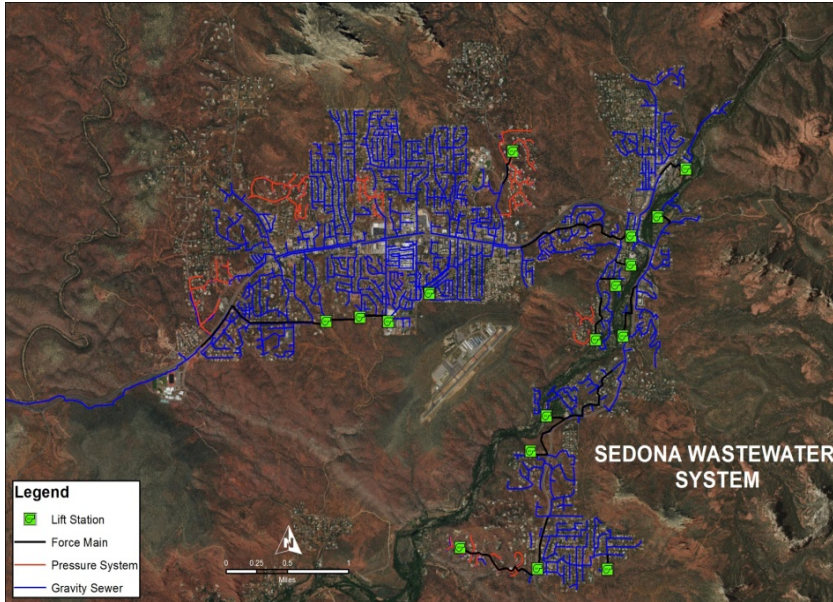 SEDONA WASTEWATER
SYSTEM
Legend
Lift Station
Force Main
Pressure System
Gravity Sewer
N
0 0.25 0.5 1
Miles